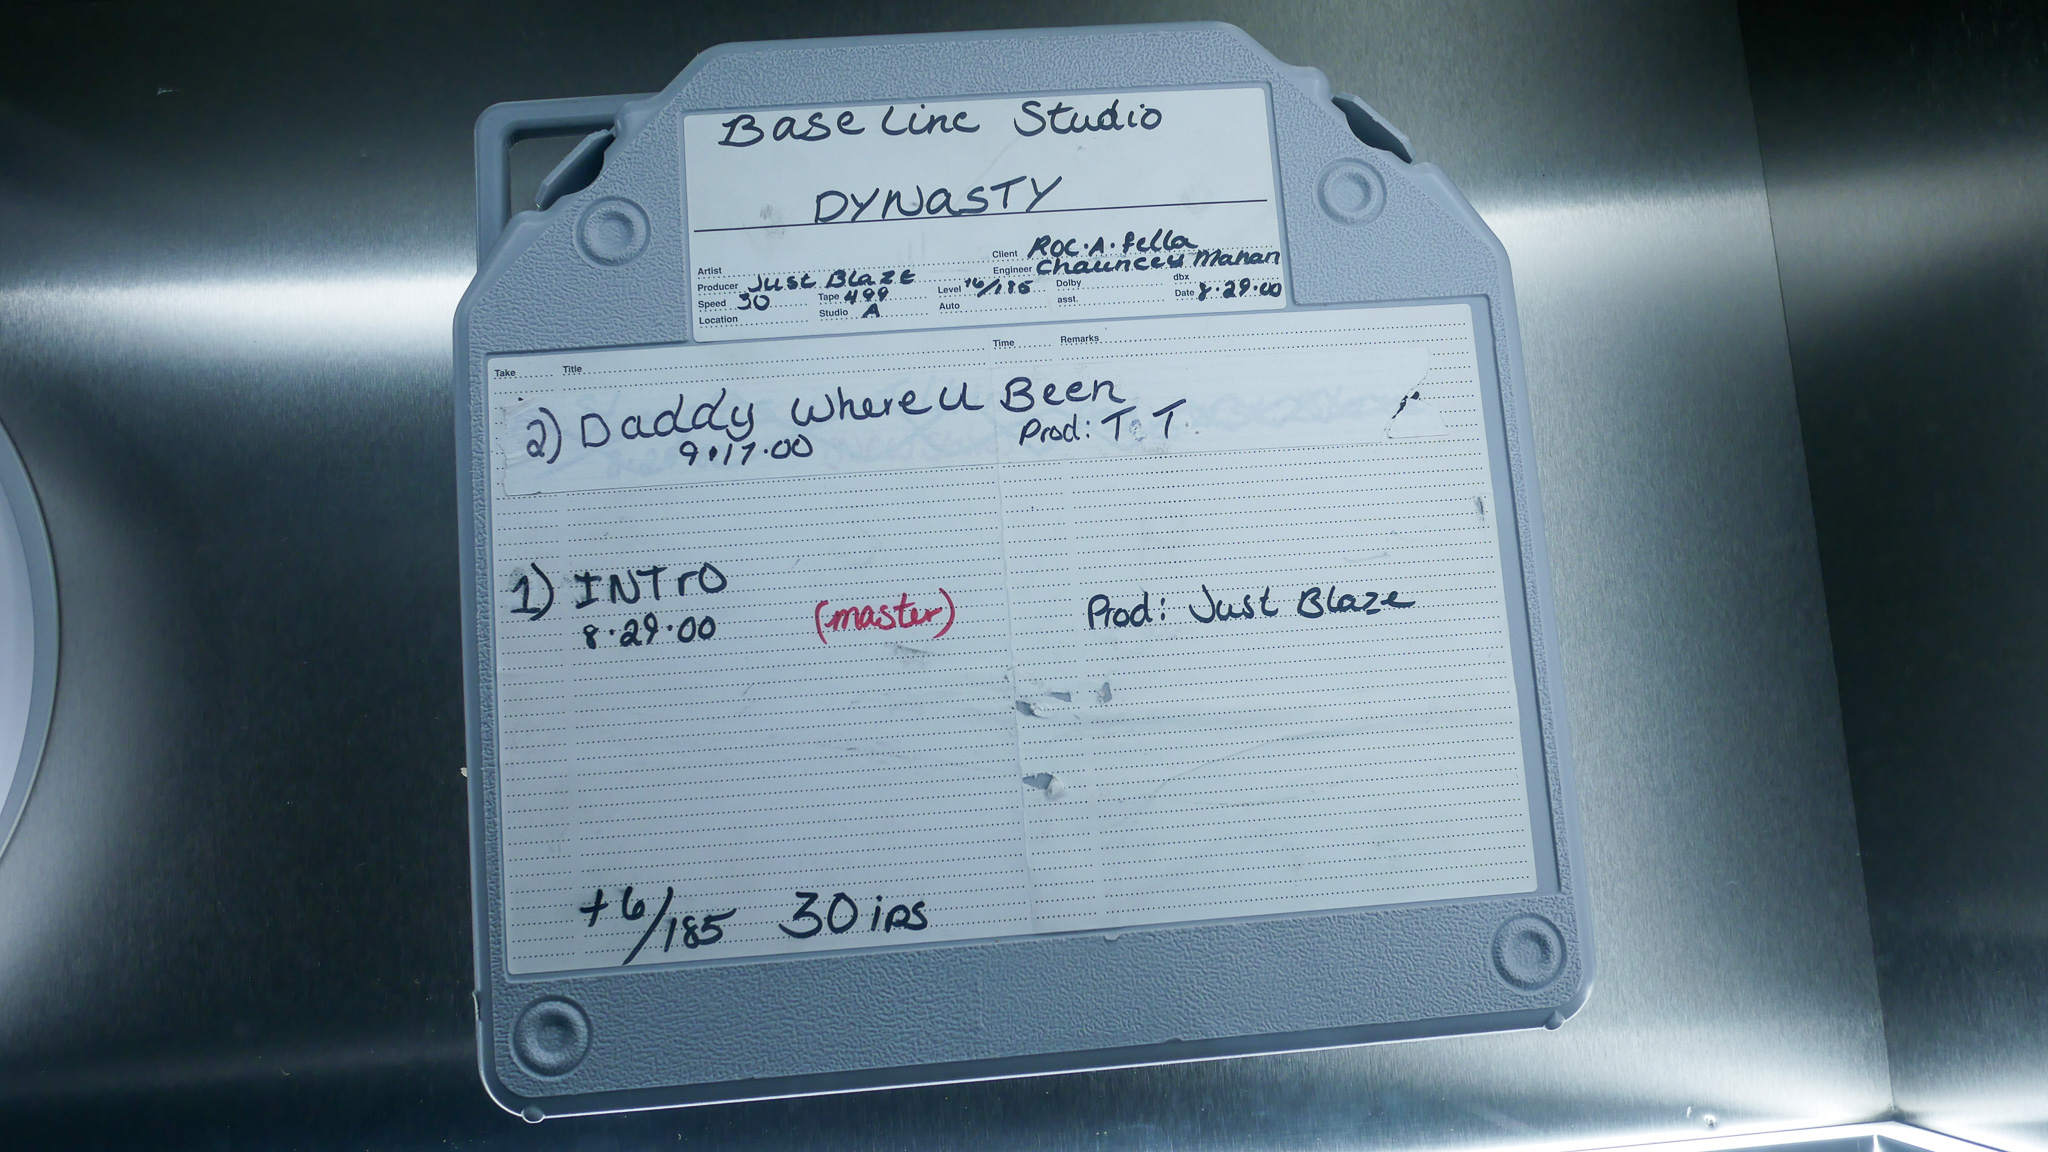 Base Line Studio
DYNASTY
Client Roc.A.fella
Artist
Engineer Chauncey Mahan
Producer Just Blaze
Speed 30 Tape 499 Level +6/185 Dolby dbx
Location Studio A Auto asst. Date 8.29.00
Take Title Time Remarks
2) Daddy Where U Been
9.17.00 Prod: T.T.
1) INTrO
8.29.00 (master) Prod: Just Blaze
+6/185 30 ips